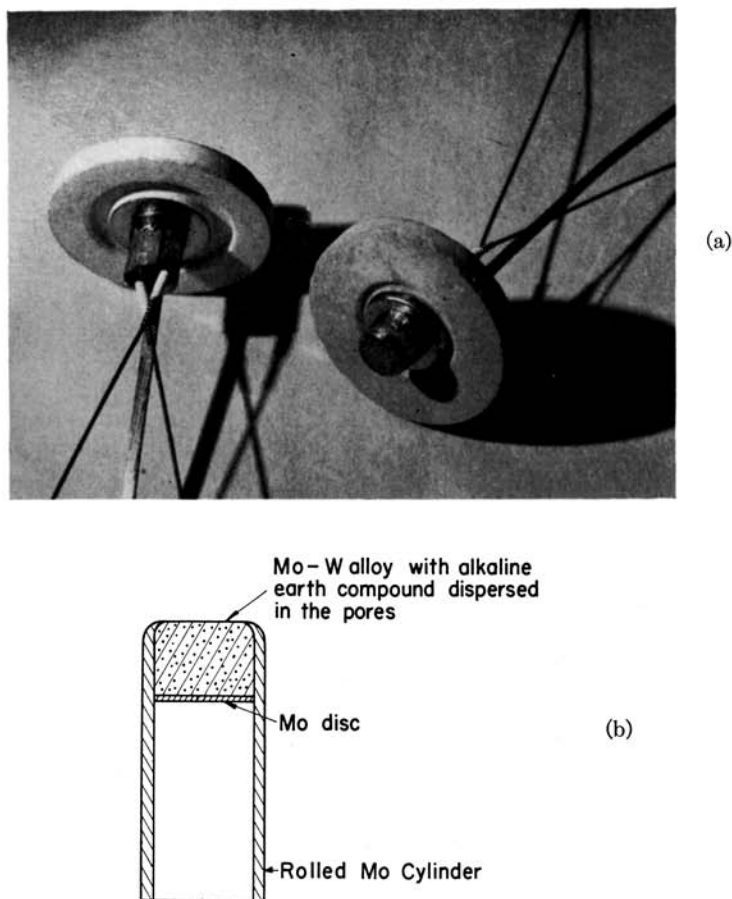 (a)
Mo-W alloy with alkaline
earth compound dispersed
in the pores
Mo disc
(b)
Rolled Mo Cylinder